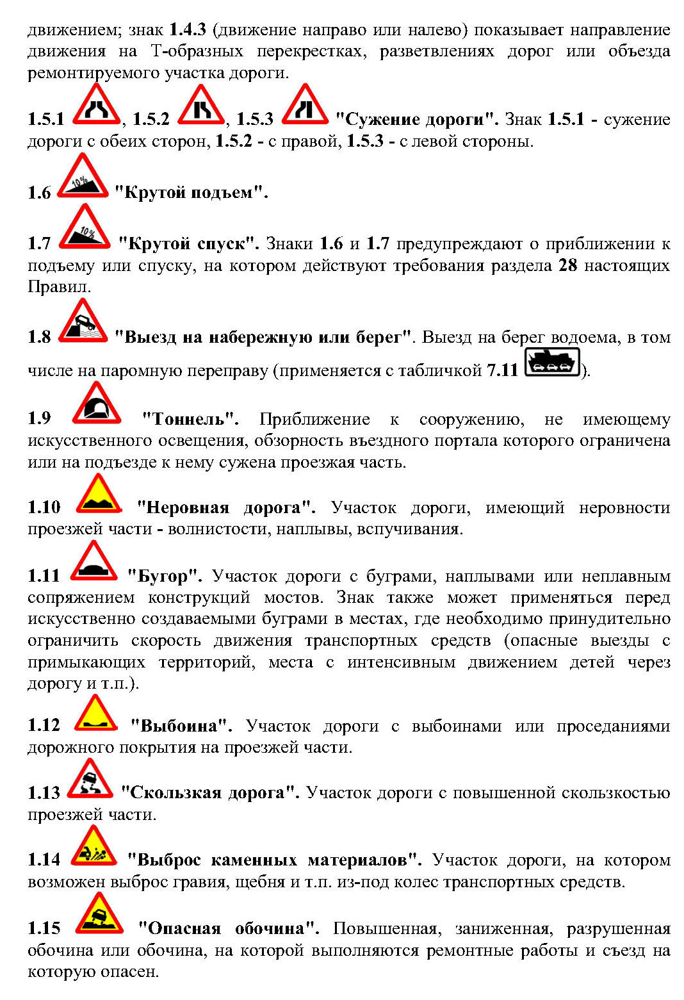 движением; знак 1.4.3 (движение направо или налево) показывает направление
движения на Т-образных перекрестках, разветвлениях дорог или объезда
ремонтируемого участка дороги.
1.5.1 , 1.5.2 , 1.5.3 "Сужение дороги". Знак 1.5.1 - сужение
дороги с обеих сторон, 1.5.2 - с правой, 1.5.3 - с левой стороны.
10%
1.6 "Крутой подъем".
10%
1.7 "Крутой спуск". Знаки 1.6 и 1.7 предупреждают о приближении к
подъему или спуску, на котором действуют требования раздела 28 настоящих
Правил.
1.8 "Выезд на набережную или берег". Выезд на берег водоема, в том
числе на паромную переправу (применяется с табличкой 7.11 ).
1.9 "Тоннель". Приближение к сооружению, не имеющему
искусственного освещения, обзорность въездного портала которого ограничена
или на подъезде к нему сужена проезжая часть.
1.10 "Неровная дорога". Участок дороги, имеющий неровности
проезжей части - волнистости, наплывы, вспучивания.
1.11 "Бугор". Участок дороги с буграми, наплывами или неплавным
сопряжением конструкций мостов. Знак также может применяться перед
искусственно создаваемыми буграми в местах, где необходимо принудительно
ограничить скорость движения транспортных средств (опасные выезды с
примыкающих территорий, места с интенсивным движением детей через
дорогу и т.п.).
1.12 "Выбоина". Участок дороги с выбоинами или проседаниями
дорожного покрытия на проезжей части.
1.13 "Скользкая дорога". Участок дороги с повышенной скользкостью
проезжей части.
1.14 "Выброс каменных материалов". Участок дороги, на котором
возможен выброс гравия, щебня и т.п. из-под колес транспортных средств.
1.15 "Опасная обочина". Повышенная, заниженная, разрушенная
обочина или обочина, на которой выполняются ремонтные работы и съезд на
которую опасен.